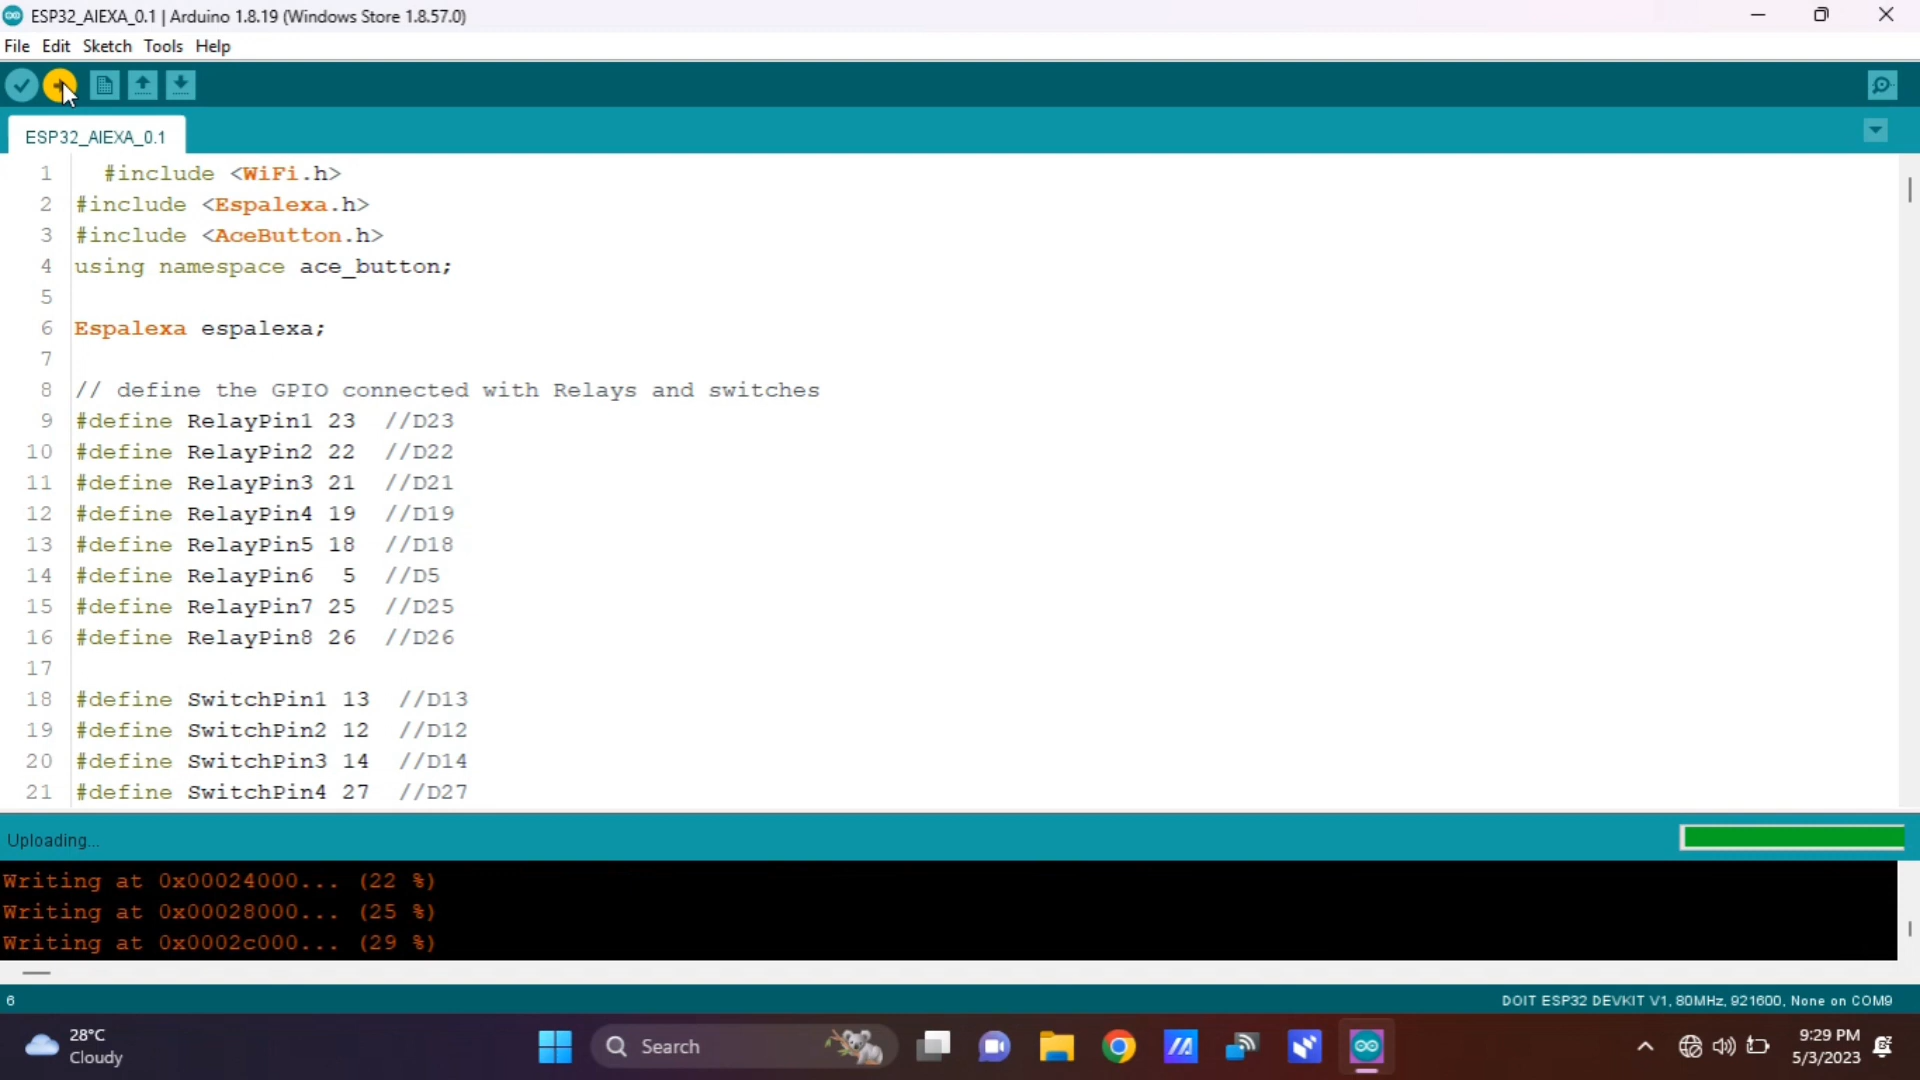 ESP32_AIEXA_0.1 | Arduino 1.8.19 (Windows Store 1.8.57.0)
File Edit Sketch Tools Help
ESP32_AIEXA_0.1
1 #include <WiFi.h>
2 #include <Espalexa.h>
3 #include <AceButton.h>
4 using namespace ace_button;
5
6 Espalexa espalexa;
7
8 // define the GPIO connected with Relays and switches
9 #define RelayPin1 23 //D23
10 #define RelayPin2 22 //D22
11 #define RelayPin3 21 //D21
12 #define RelayPin4 19 //D19
13 #define RelayPin5 18 //D18
14 #define RelayPin6 5 //D5
15 #define RelayPin7 25 //D25
16 #define RelayPin8 26 //D26
17
18 #define SwitchPin1 13 //D13
19 #define SwitchPin2 12 //D12
20 #define SwitchPin3 14 //D14
21 #define SwitchPin4 27 //D27
Uploading...
Writing at 0x00024000... (22 %)
Writing at 0x00028000... (25 %)
Writing at 0x0002c000... (29 %)
6 DOIT ESP32 DEVKIT V1, 80MHz, 921600, None on COM9
28°C
Cloudy
Search
9:29 PM
5/3/2023